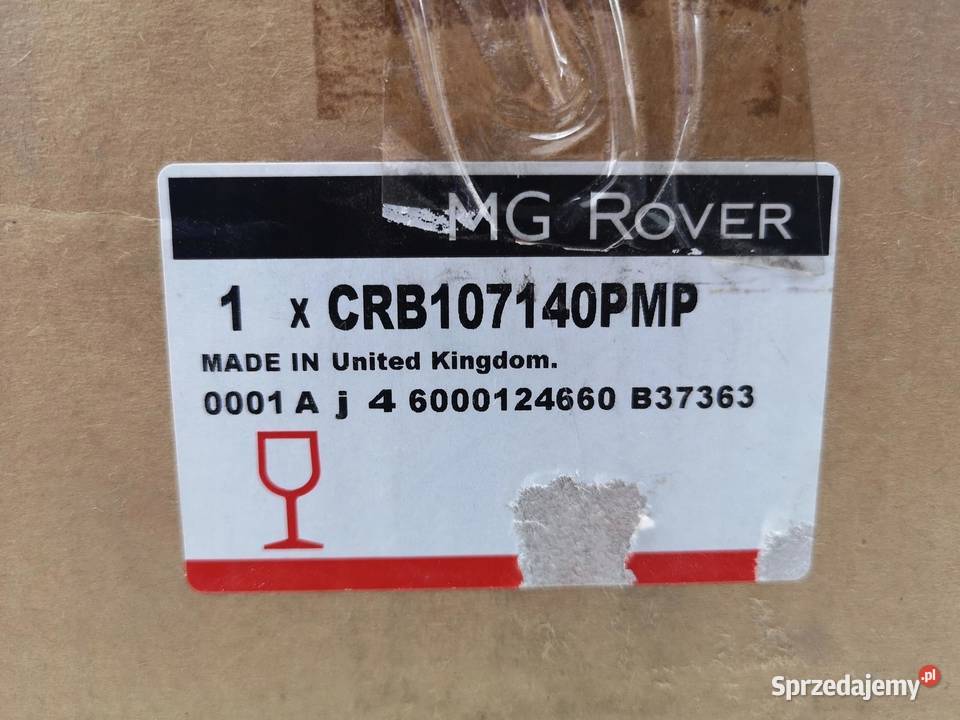 MG ROVER
1 x CRB107140PMP
MADE IN United Kingdom.
0001 A j 4 6000124660 B37363
Sprzedajemy.pl